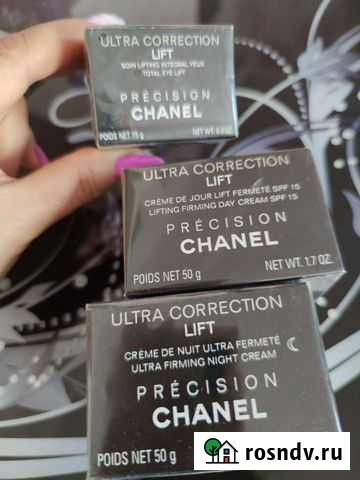 ULTRA CORRECTION
LIFT
SOIN LIFTING INTEGRAL YEUX
TOTAL EYE LIFT
PRÉCISION
CHANEL
POIDS NET 15 g NET WT.
ULTRA CORRECTION
LIFT
CRÈME DE JOUR LIFT FERMETÉ SPF 15
LIFTING FIRMING DAY CREAM SPF 15
PRÉCISION
CHANEL
POIDS NET 50 g NET WT. 1.7 OZ.
ULTRA CORRECTION
LIFT
CRÈME DE NUIT ULTRA FERMETÉ
ULTRA FIRMING NIGHT CREAM
PRÉCISION
CHANEL
POIDS NET 50 g
rosndv.ru